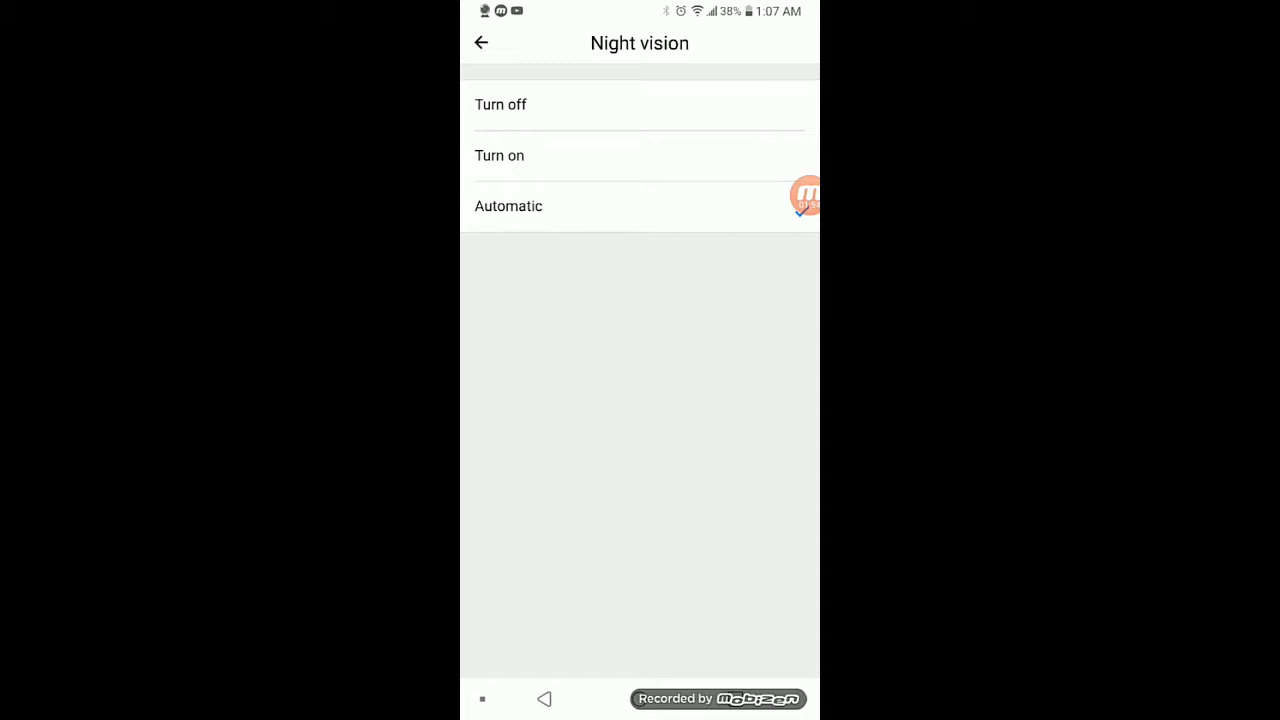 38% 1:07 AM
Night vision
Turn off
Turn on
Automatic
Recorded by mobizen